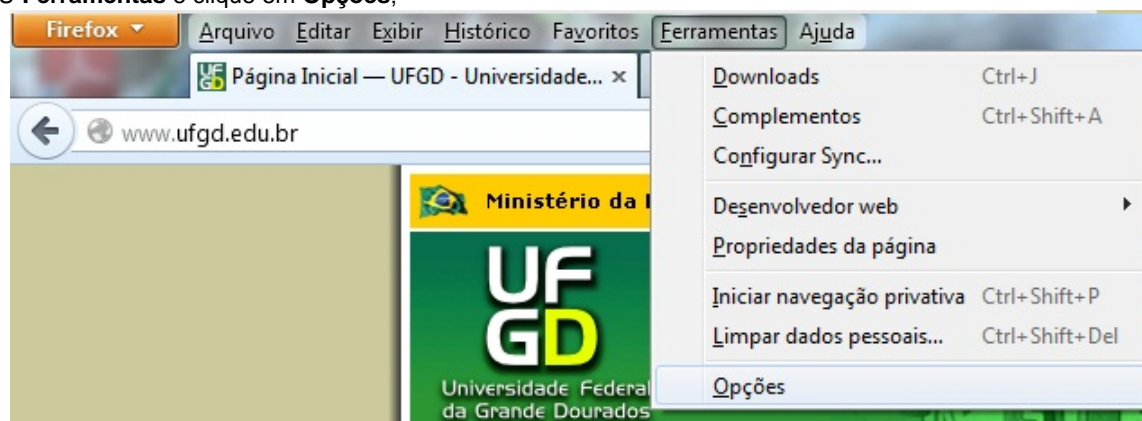 Ferramentas e clique em Opções;
Firefox Arquivo Editar Exibir Histórico Favoritos Ferramentas Ajuda
UFGD Página Inicial — UFGD - Universidade... ×
www.ufgd.edu.br
Downloads Ctrl+J
Complementos Ctrl+Shift+A
Configurar Sync...
Desenvolvedor web
Propriedades da página
Iniciar navegação privativa Ctrl+Shift+P
Limpar dados pessoais... Ctrl+Shift+Del
Opções
Ministério da
UF
GD
Universidade Federal
da Grande Dourados